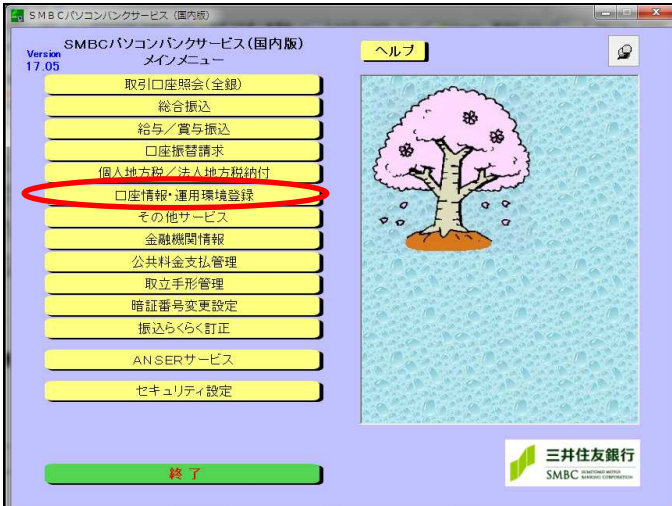 SMBCパソコンバンクサービス (国内版)
Version
17.05
SMBCパソコンバンクサービス(国内版)
メインメニュー
ヘルプ
取引口座照会(全銀)
総合振込
給与/賞与振込
口座振替請求
個人地方税/法人地方税納付
口座情報・運用環境登録
その他サービス
金融機関情報
公共料金支払管理
取立手形管理
暗証番号変更設定
振込らくらく訂正
ANSERサービス
セキュリティ設定
終了
三井住友銀行
SMBC SUMITOMO MITSUI
BANKING CORPORATION